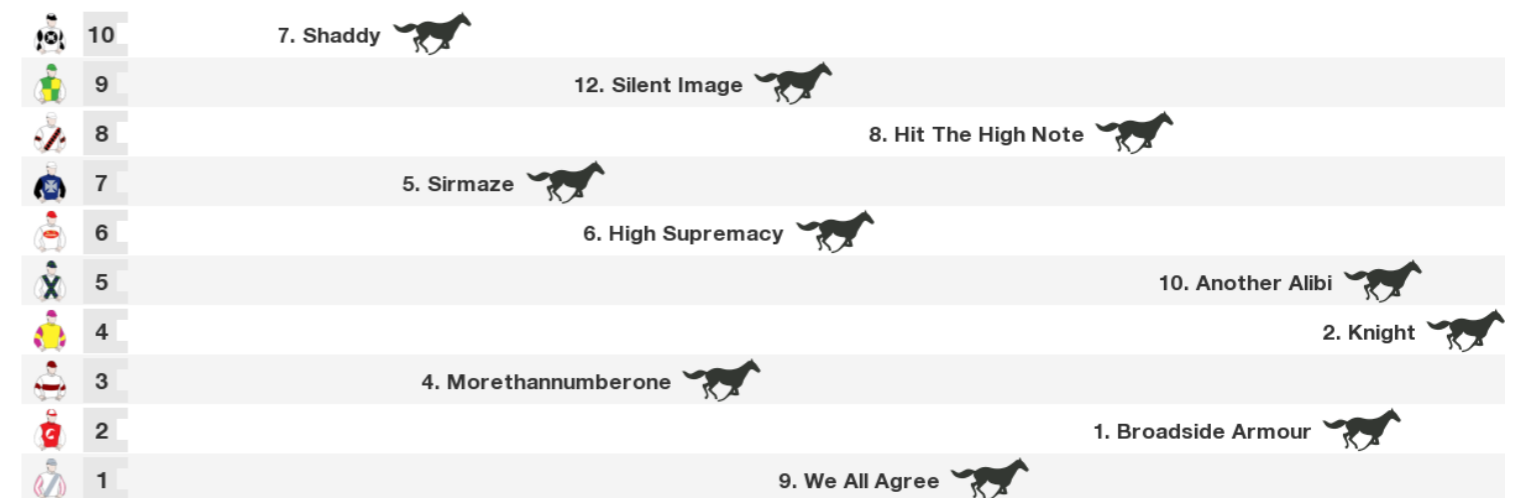 10 7. Shaddy
9 12. Silent Image
8 8. Hit The High Note
7 5. Sirmaze
6 6. High Supremacy
5 10. Another Alibi
4 2. Knight
3 4. Morethannumberone
2 1. Broadside Armour
1 9. We All Agree